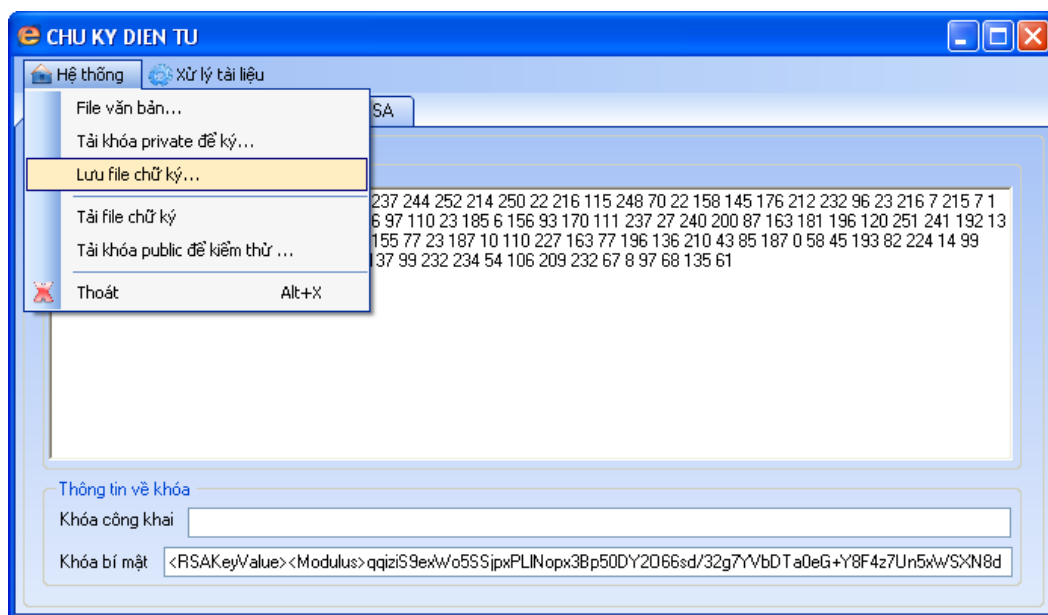 CHU KY DIEN TU
Hệ thống Xử lý tài liệu
SA
File văn bản...
Tải khóa private để ký...
Lưu file chữ ký...
Tải file chữ ký
Tải khóa public để kiểm thử ...
Thoát Alt+X
237 244 252 214 250 22 216 115 248 70 22 158 145 176 212 232 96 23 216 7 215 7 1
6 97 110 23 185 6 156 93 170 111 237 27 240 200 87 163 181 196 120 251 241 192 13
155 77 23 187 10 110 227 163 77 196 136 210 43 85 187 0 58 45 193 82 224 14 99
137 99 232 234 54 106 209 232 67 8 97 68 135 61
Thông tin về khóa
Khóa công khai
Khóa bí mật <RSAKeyValue><Modulus>qqiziS9exWo5SSjpxPLlNopx3Bp50DY2O66sd/32g7YVbDTa0eG+Y8F4z7Un5xWSXN8d